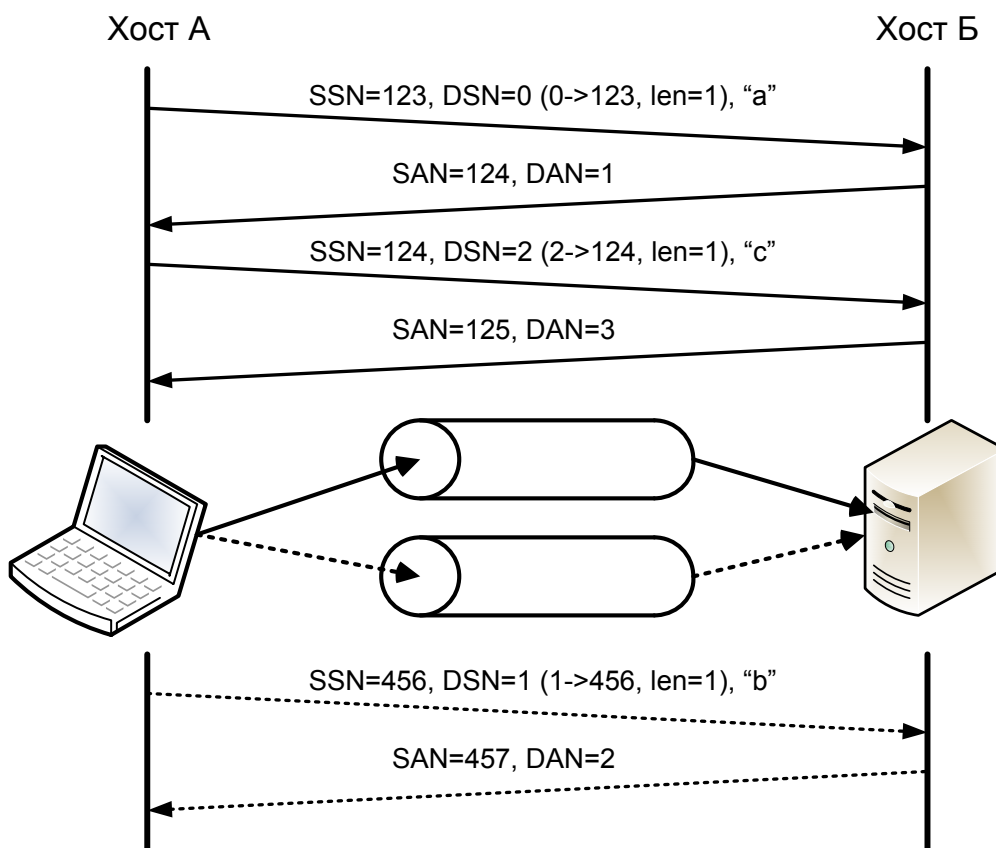 Хост А
Хост Б
SSN=123, DSN=0 (0->123, len=1), “a”
SAN=124, DAN=1
SSN=124, DSN=2 (2->124, len=1), “c”
SAN=125, DAN=3
SSN=456, DSN=1 (1->456, len=1), “b”
SAN=457, DAN=2